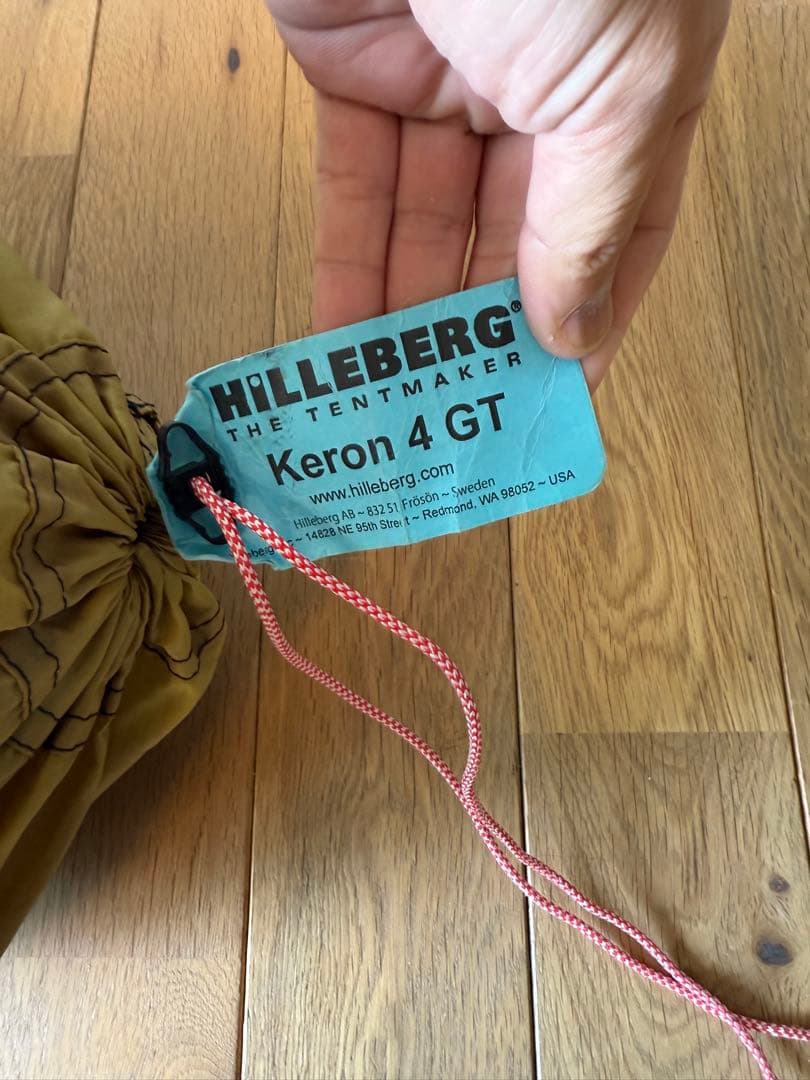 HILLEBERG®
THE TENTMAKER
Keron 4 GT
www.hilleberg.com
Hilleberg AB ~ 832 51 Frösön ~ Sweden
~ 14828 NE 95th Street ~ Redmond, WA 98052 ~ USA